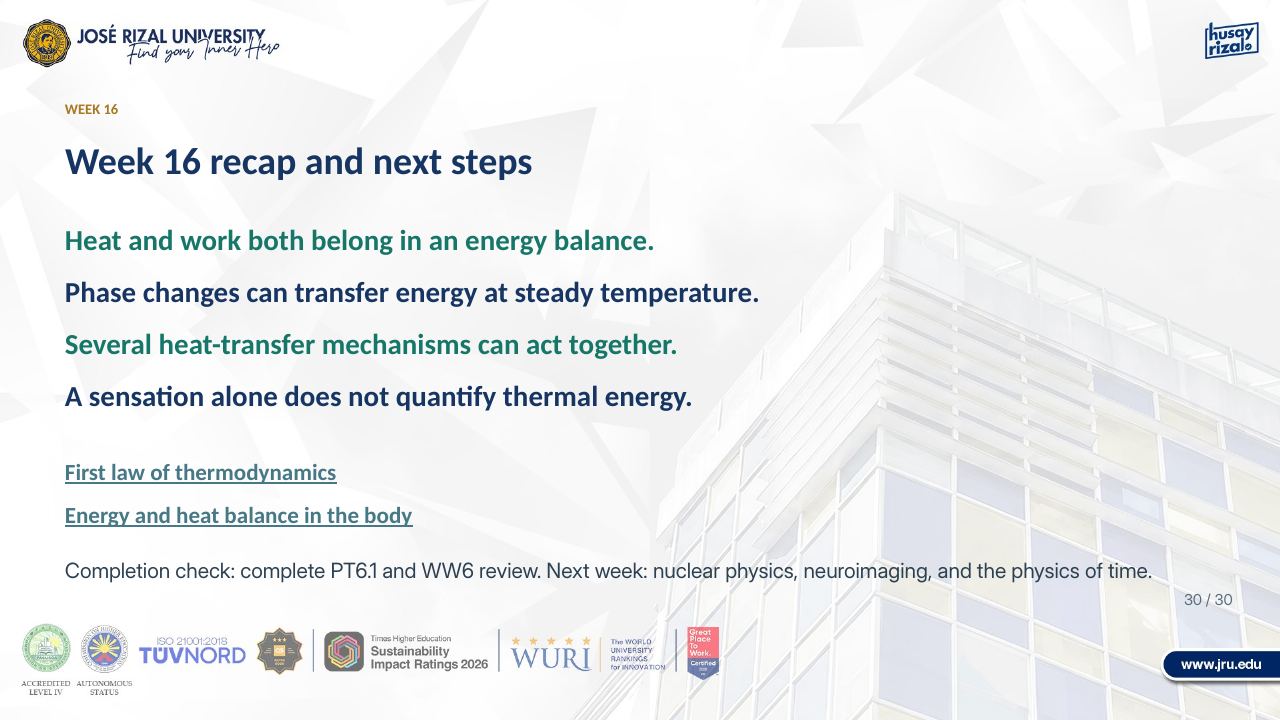 JOSÉ RIZAL UNIVERSITY
Find your Inner Hero
husay
rizal
WEEK 16
Week 16 recap and next steps
Heat and work both belong in an energy balance.
Phase changes can transfer energy at steady temperature.
Several heat-transfer mechanisms can act together.
A sensation alone does not quantify thermal energy.
First law of thermodynamics
Energy and heat balance in the body
Completion check: complete PT6.1 and WW6 review. Next week: nuclear physics, neuroimaging, and the physics of time.
30 / 30
ACCREDITED
LEVEL IV
AUTONOMOUS
STATUS
ISO 21001:2018
TÜVNORD
Times Higher Education
Sustainability
Impact Ratings 2026
WURI
The WORLD
UNIVERSITY
RANKINGS
for INNOVATION
Great
Place
To
Work.
Certified
www.jru.edu